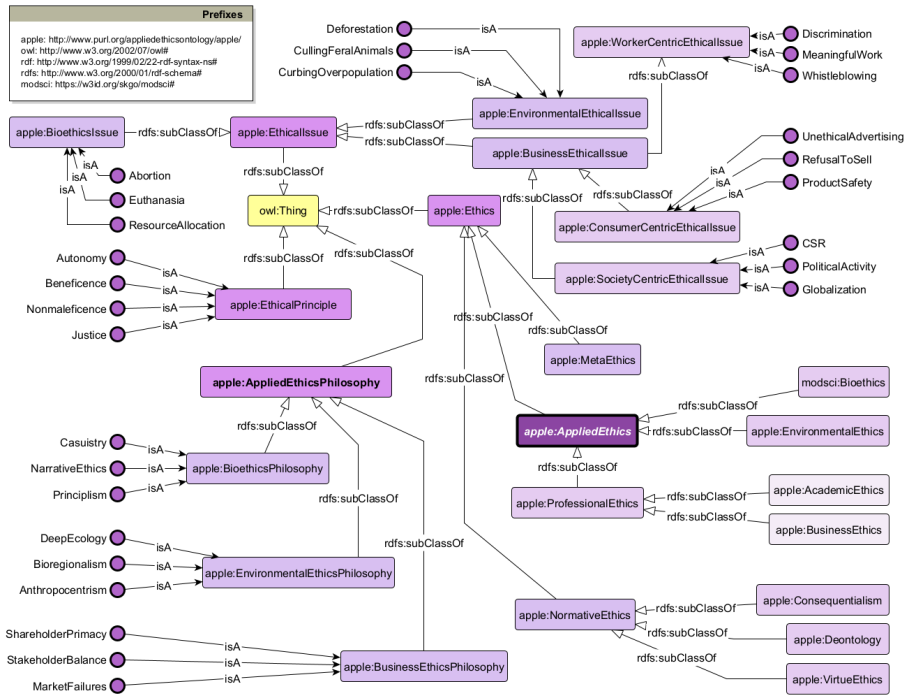 Prefixes
apple: http://www.purl.org/appliedethicsontology/apple/
owl: http://www.w3.org/2002/07/owl#
rdf: http://www.w3.org/1999/02/22-rdf-syntax-ns#
rdfs: http://www.w3.org/2000/01/rdf-schema#
modsci: https://w3id.org/skgo/modsci#
Deforestation
isA
CullingFeralAnimals
isA
CurbingOverpopulation
isA
apple:WorkerCentricEthicalIssue
isA
Discrimination
isA
MeaningfulWork
isA
Whistleblowing
rdfs:subClassOf
apple:EnvironmentalEthicalIssue
apple:BioethicsIssue
rdfs:subClassOf
apple:EthicalIssue
rdfs:subClassOf
rdfs:subClassOf
apple:BusinessEthicalIssue
UnethicalAdvertising
isA
RefusalToSell
isA
ProductSafety
isA
isA
Abortion
isA
Euthanasia
isA
ResourceAllocation
rdfs:subClassOf
owl:Thing
rdfs:subClassOf
apple:Ethics
rdfs:subClassOf
rdfs:subClassOf
apple:ConsumerCentricEthicalIssue
CSR
isA
apple:SocietyCentricEthicalIssue
PoliticalActivity
isA
Globalization
isA
Autonomy
isA
Beneficence
isA
Nonmaleficence
isA
Justice
isA
rdfs:subClassOf
apple:EthicalPrinciple
rdfs:subClassOf
rdfs:subClassOf
rdfs:subClassOf
rdfs:subClassOf
apple:MetaEthics
apple:AppliedEthicsPhilosophy
modsci:Bioethics
rdfs:subClassOf
apple:AppliedEthics
rdfs:subClassOf
apple:EnvironmentalEthics
rdfs:subClassOf
Casuistry
isA
NarrativeEthics
isA
Principlism
isA
rdfs:subClassOf
apple:BioethicsPhilosophy
rdfs:subClassOf
apple:ProfessionalEthics
rdfs:subClassOf
apple:AcademicEthics
rdfs:subClassOf
apple:BusinessEthics
rdfs:subClassOf
DeepEcology
isA
Bioregionalism
isA
Anthropocentrism
isA
apple:EnvironmentalEthicsPhilosophy
apple:NormativeEthics
rdfs:subClassOf
apple:Consequentialism
rdfs:subClassOf
apple:Deontology
rdfs:subClassOf
apple:VirtueEthics
ShareholderPrimacy
isA
StakeholderBalance
isA
MarketFailures
isA
apple:BusinessEthicsPhilosophy